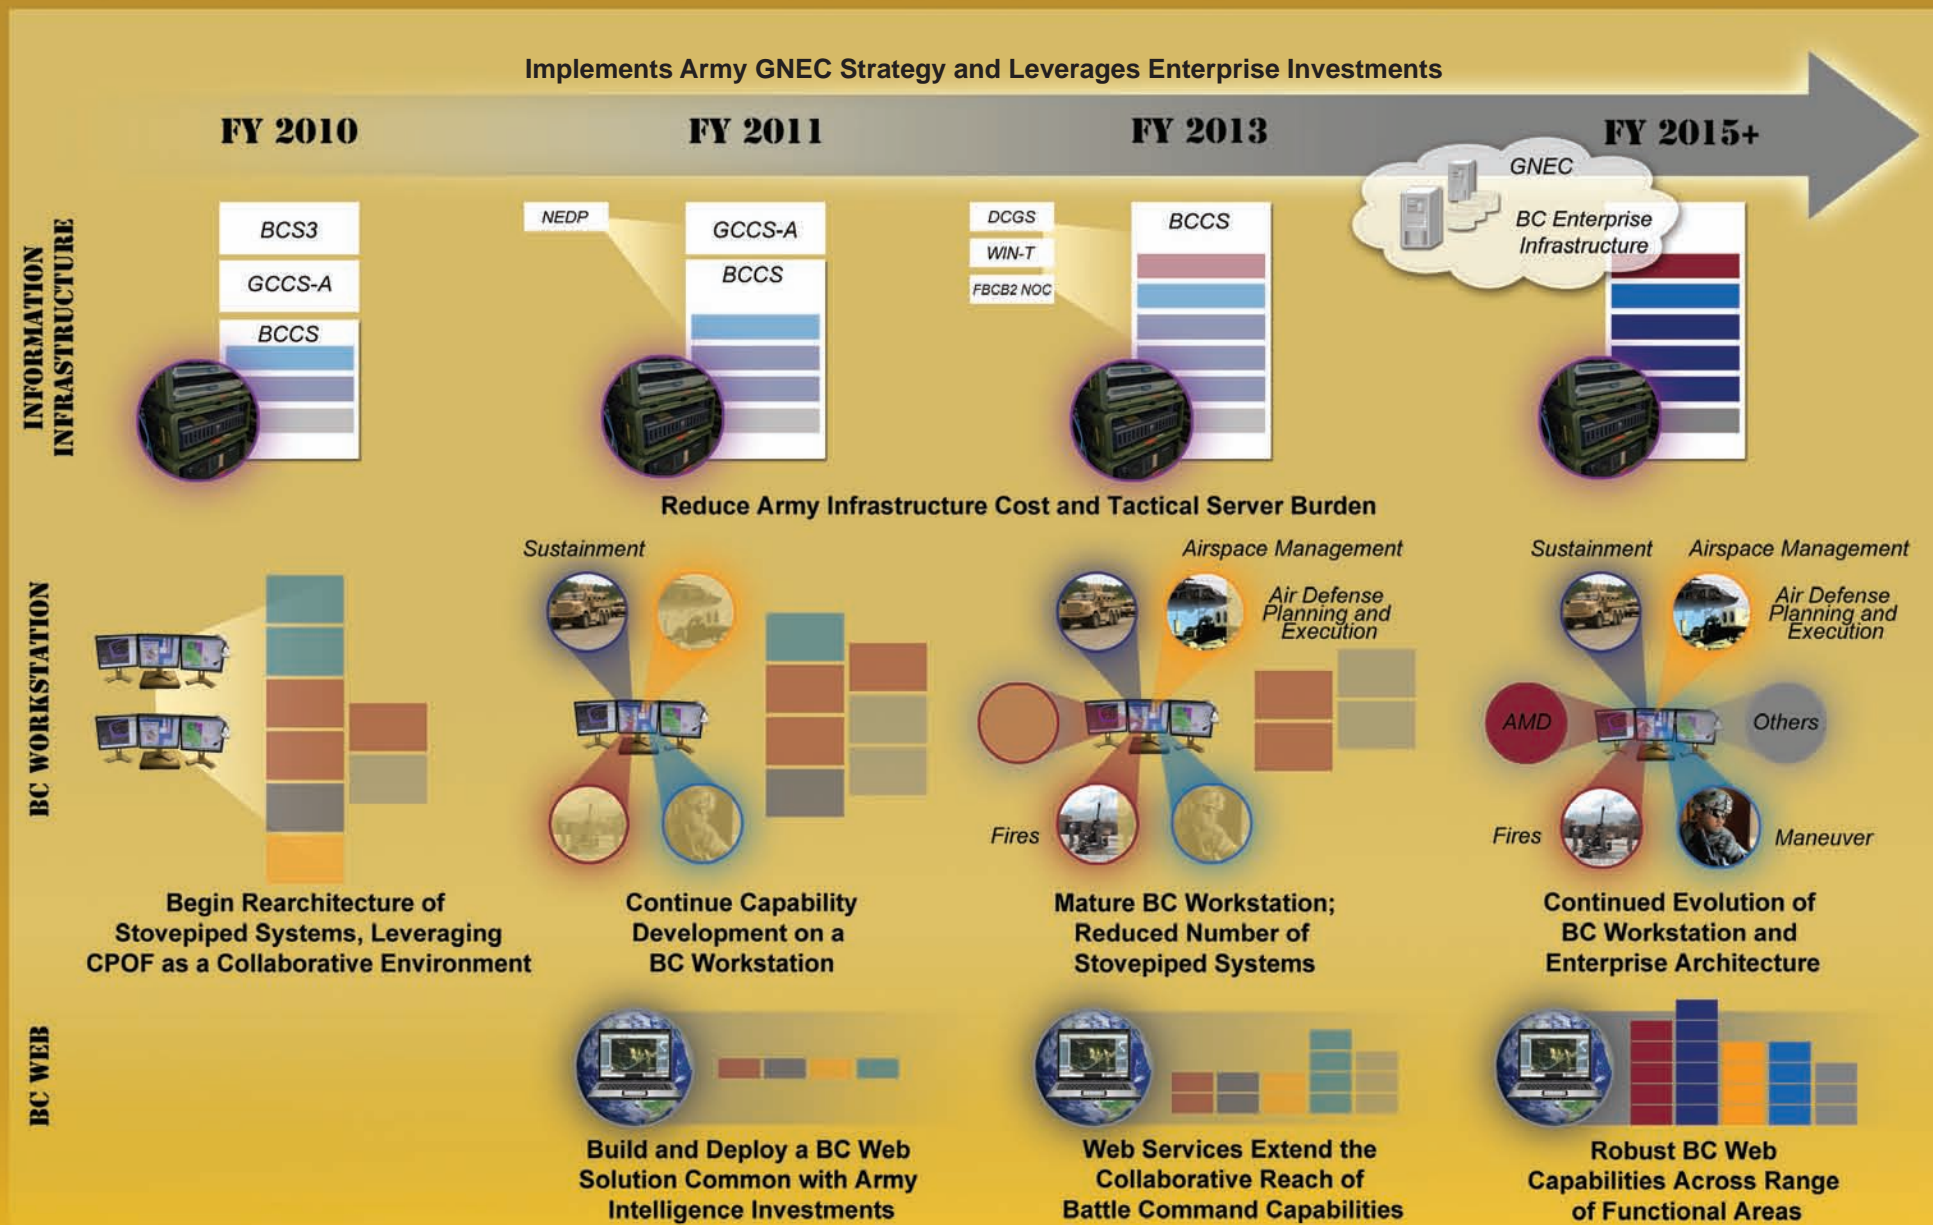 Implements Army GNEC Strategy and Leverages Enterprise Investments
FY 2010
FY 2011
FY 2013
FY 2015+
INFORMATION
INFRASTRUCTURE
BCS3
GCCS-A
BCCS
NEDP
GCCS-A
BCCS
DCGS
WIN-T
FBCB2 NOC
BCCS
GNEC
BC Enterprise
Infrastructure
Reduce Army Infrastructure Cost and Tactical Server Burden
BC WORKSTATION
Begin Rearchitecture of
Stovepiped Systems, Leveraging
CPOF as a Collaborative Environment
Sustainment
Continue Capability
Development on a
BC Workstation
Airspace Management
Air Defense
Planning and
Execution
Fires
Mature BC Workstation;
Reduced Number of
Stovepiped Systems
Sustainment
Airspace Management
Air Defense
Planning and
Execution
AMD
Others
Fires
Maneuver
Continued Evolution of
BC Workstation and
Enterprise Architecture
BC WEB
Build and Deploy a BC Web
Solution Common with Army
Intelligence Investments
Web Services Extend the
Collaborative Reach of
Battle Command Capabilities
Robust BC Web
Capabilities Across Range
of Functional Areas